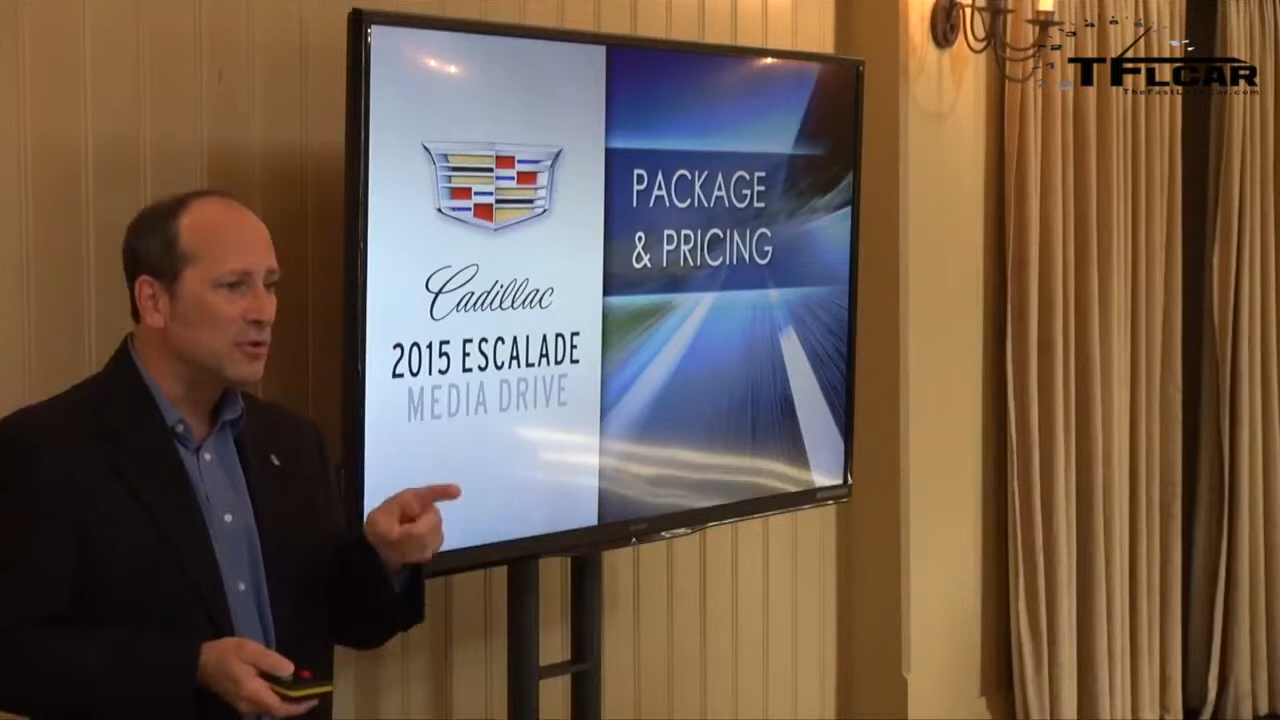 TFLCAR
TheFastLaneCar.com
PACKAGE
& PRICING
Cadillac
2015 ESCALADE
MEDIA DRIVE